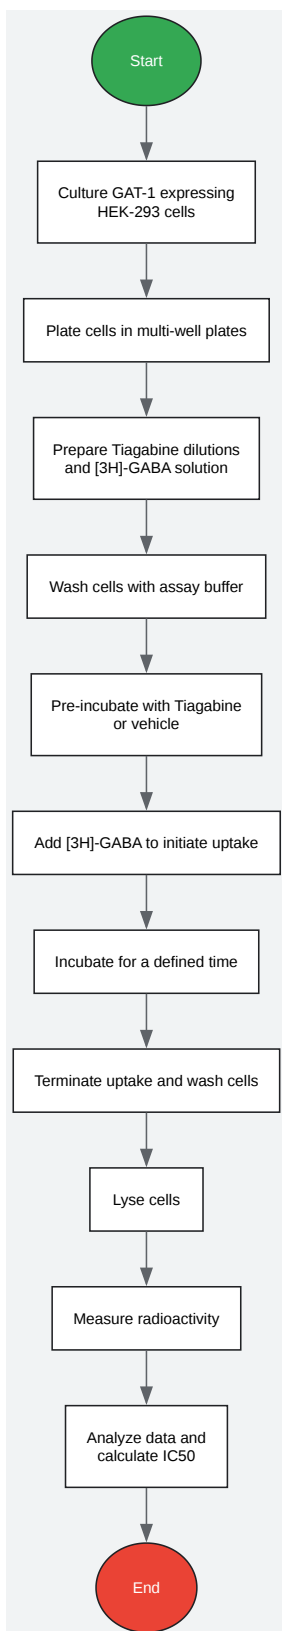 Start
Culture GAT-1 expressing
HEK-293 cells
Plate cells in multi-well plates
Prepare Tiagabine dilutions
and [3H]-GABA solution
Wash cells with assay buffer
Pre-incubate with Tiagabine
or vehicle
Add [3H]-GABA to initiate uptake
Incubate for a defined time
Terminate uptake and wash cells
Lyse cells
Measure radioactivity
Analyze data and
calculate IC50
End